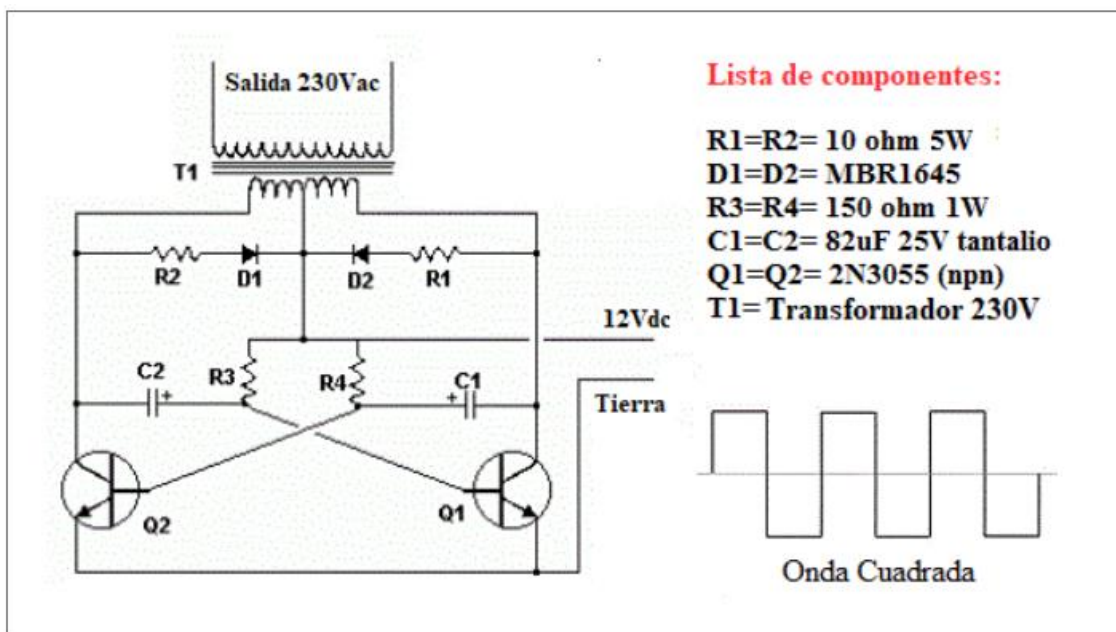 Salida 230Vac
T1
R2
D1
D2
R1
12Vdc
C2
R3
R4
C1
Tierra
Q2
Q1
Lista de componentes:
R1=R2= 10 ohm 5W
D1=D2= MBR1645
R3=R4= 150 ohm 1W
C1=C2= 82uF 25V tantalio
Q1=Q2= 2N3055 (npn)
T1= Transformador 230V
Onda Cuadrada